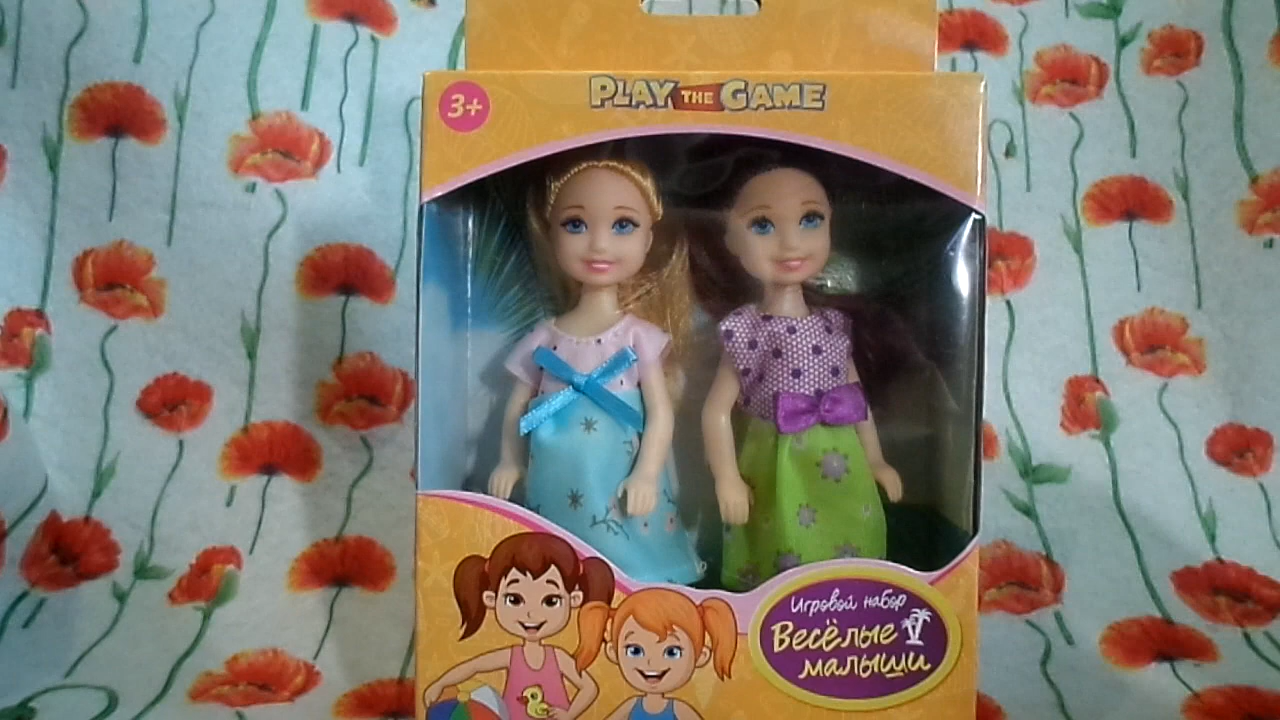 3+
PLAY THE GAME
Игровой набор
Весёлые
малыши